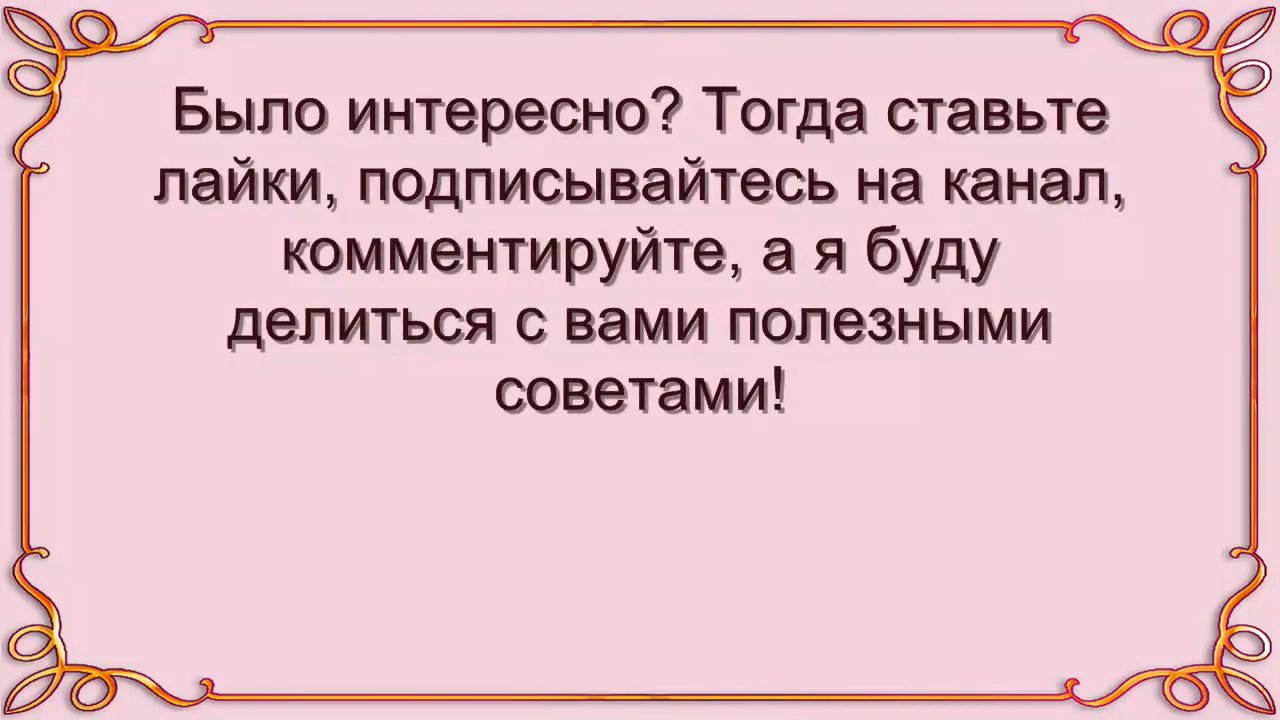 Было интересно? Тогда ставьте
лайки, подписывайтесь на канал,
комментируйте, а я буду
делиться с вами полезными
советами!